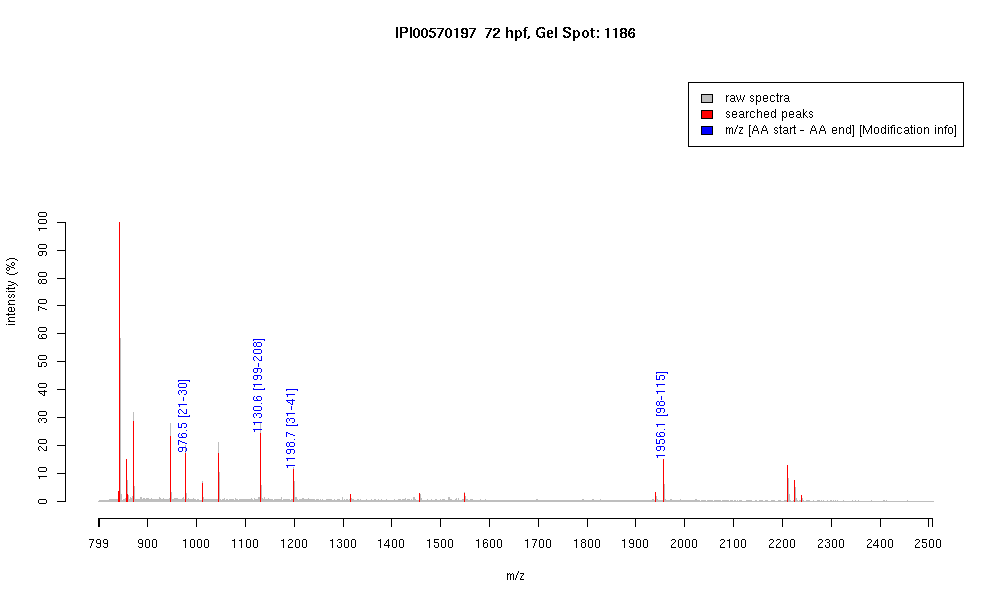 IPI00570197 72 hpf, Gel Spot: 1186
raw spectra
searched peaks
m/z [AA start - AA end] [Modification info]
intensity (%)
100
90
80
70
60
50
40
30
20
10
0
976.5 [21-30]
1130.6 [199-208]
1198.7 [31-41]
1956.1 [98-115]
799 900 1000 1100 1200 1300 1400 1500 1600 1700 1800 1900 2000 2100 2200 2300 2400 2500
m/z